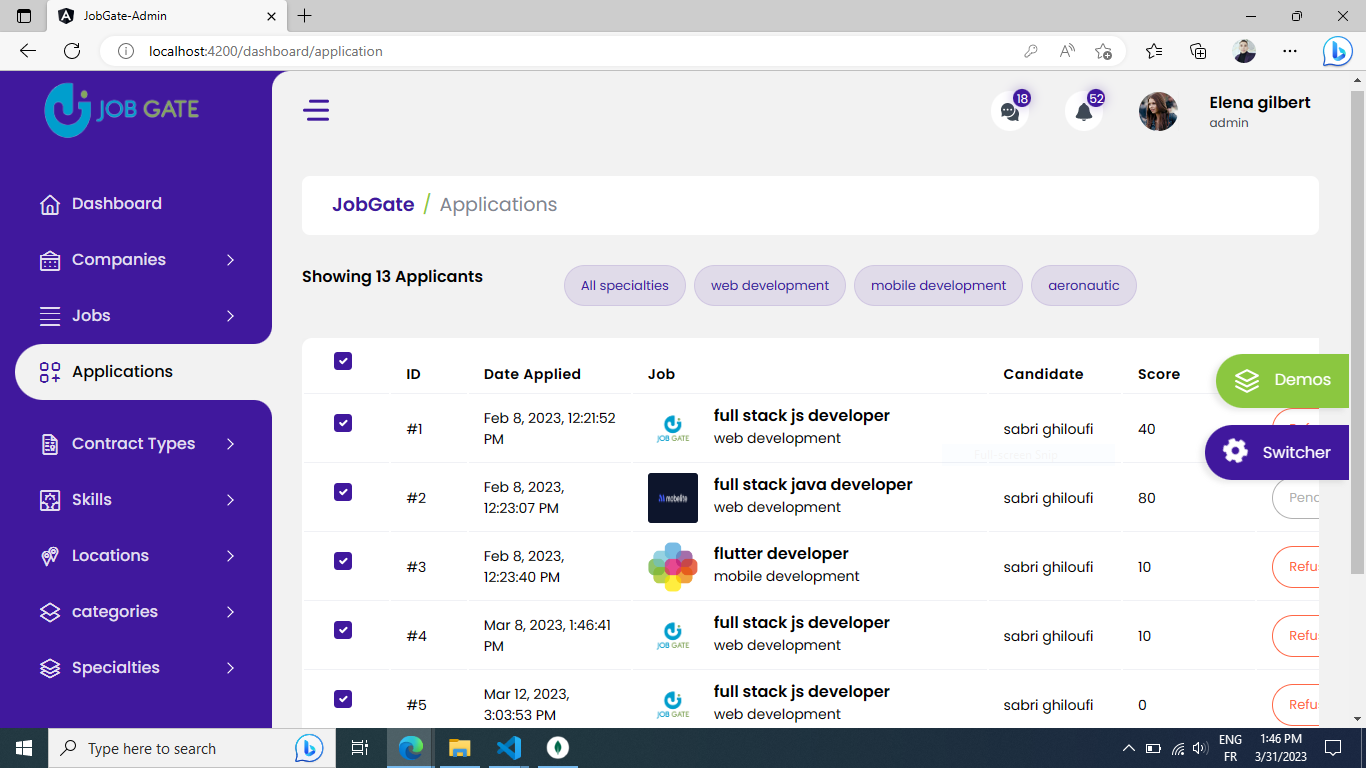 JobGate-Admin
localhost:4200/dashboard/application
JOB GATE
18
52
Elena gilbert
admin
Dashboard
Companies
Jobs
Applications
Contract Types
Skills
Locations
categories
Specialties
JobGate / Applications
Showing 13 Applicants
All specialties
web development
mobile development
aeronautic
ID
Date Applied
Job
Candidate
Score
#1
Feb 8, 2023, 12:21:52
PM
JOB GATE
full stack js developer
web development
sabri ghiloufi
40
#2
Feb 8, 2023,
12:23:07 PM
mobelite
full stack java developer
web development
sabri ghiloufi
80
Pend
#3
Feb 8, 2023,
12:23:40 PM
flutter developer
mobile development
sabri ghiloufi
10
Refu
#4
Mar 8, 2023, 1:46:41
PM
JOB GATE
full stack js developer
web development
sabri ghiloufi
10
Refu
#5
Mar 12, 2023,
3:03:53 PM
JOB GATE
full stack js developer
web development
sabri ghiloufi
0
Refu
Demos
Switcher
Type here to search
ENG
FR
1:46 PM
3/31/2023